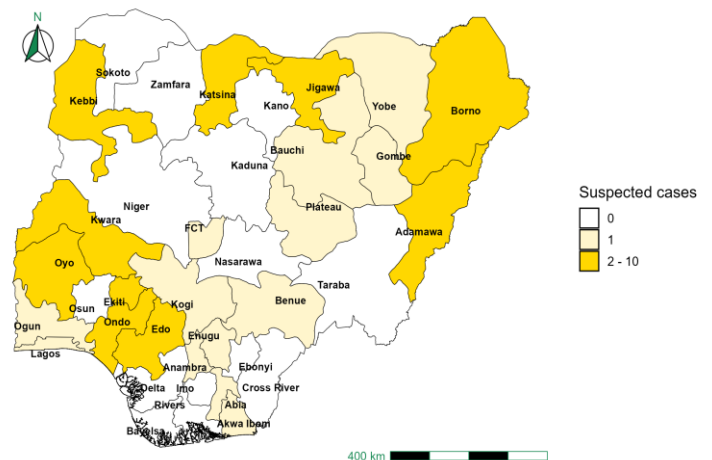 N
Sokoto
Zamfara
Katsina
Jigawa
Kebbi
Kano
Yobe
Borno
Bauchi
Gombe
Kaduna
Niger
Plateau
Kwara
FCT
Adamawa
Oyo
Nasarawa
Taraba
Osun
Ekiti
Kogi
Benue
Ogun
Ondo
Edo
Enugu
Lagos
Anambra
Ebonyi
Delta
Imo
Cross River
Rivers
Abia
Bayelsa
Akwa Ibom
Suspected cases
0
1
2 - 10
400 km